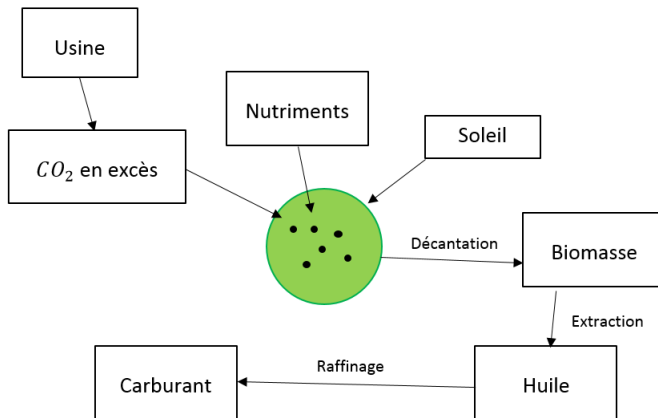 Usine
Nutriments
Soleil
CO₂ en excès
Décantation
Biomasse
Extraction
Raffinage
Carburant
Huile